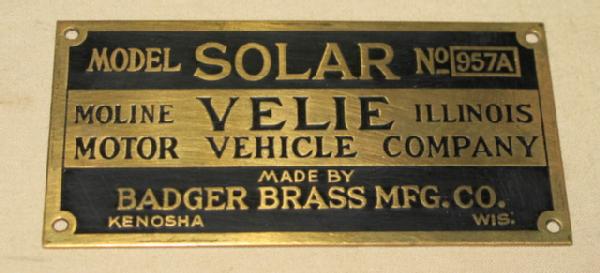 MODEL SOLAR No 957A
MOLINE VELIE ILLINOIS
MOTOR VEHICLE COMPANY
MADE BY
BADGER BRASS MFG. CO.
KENOSHA WIS.